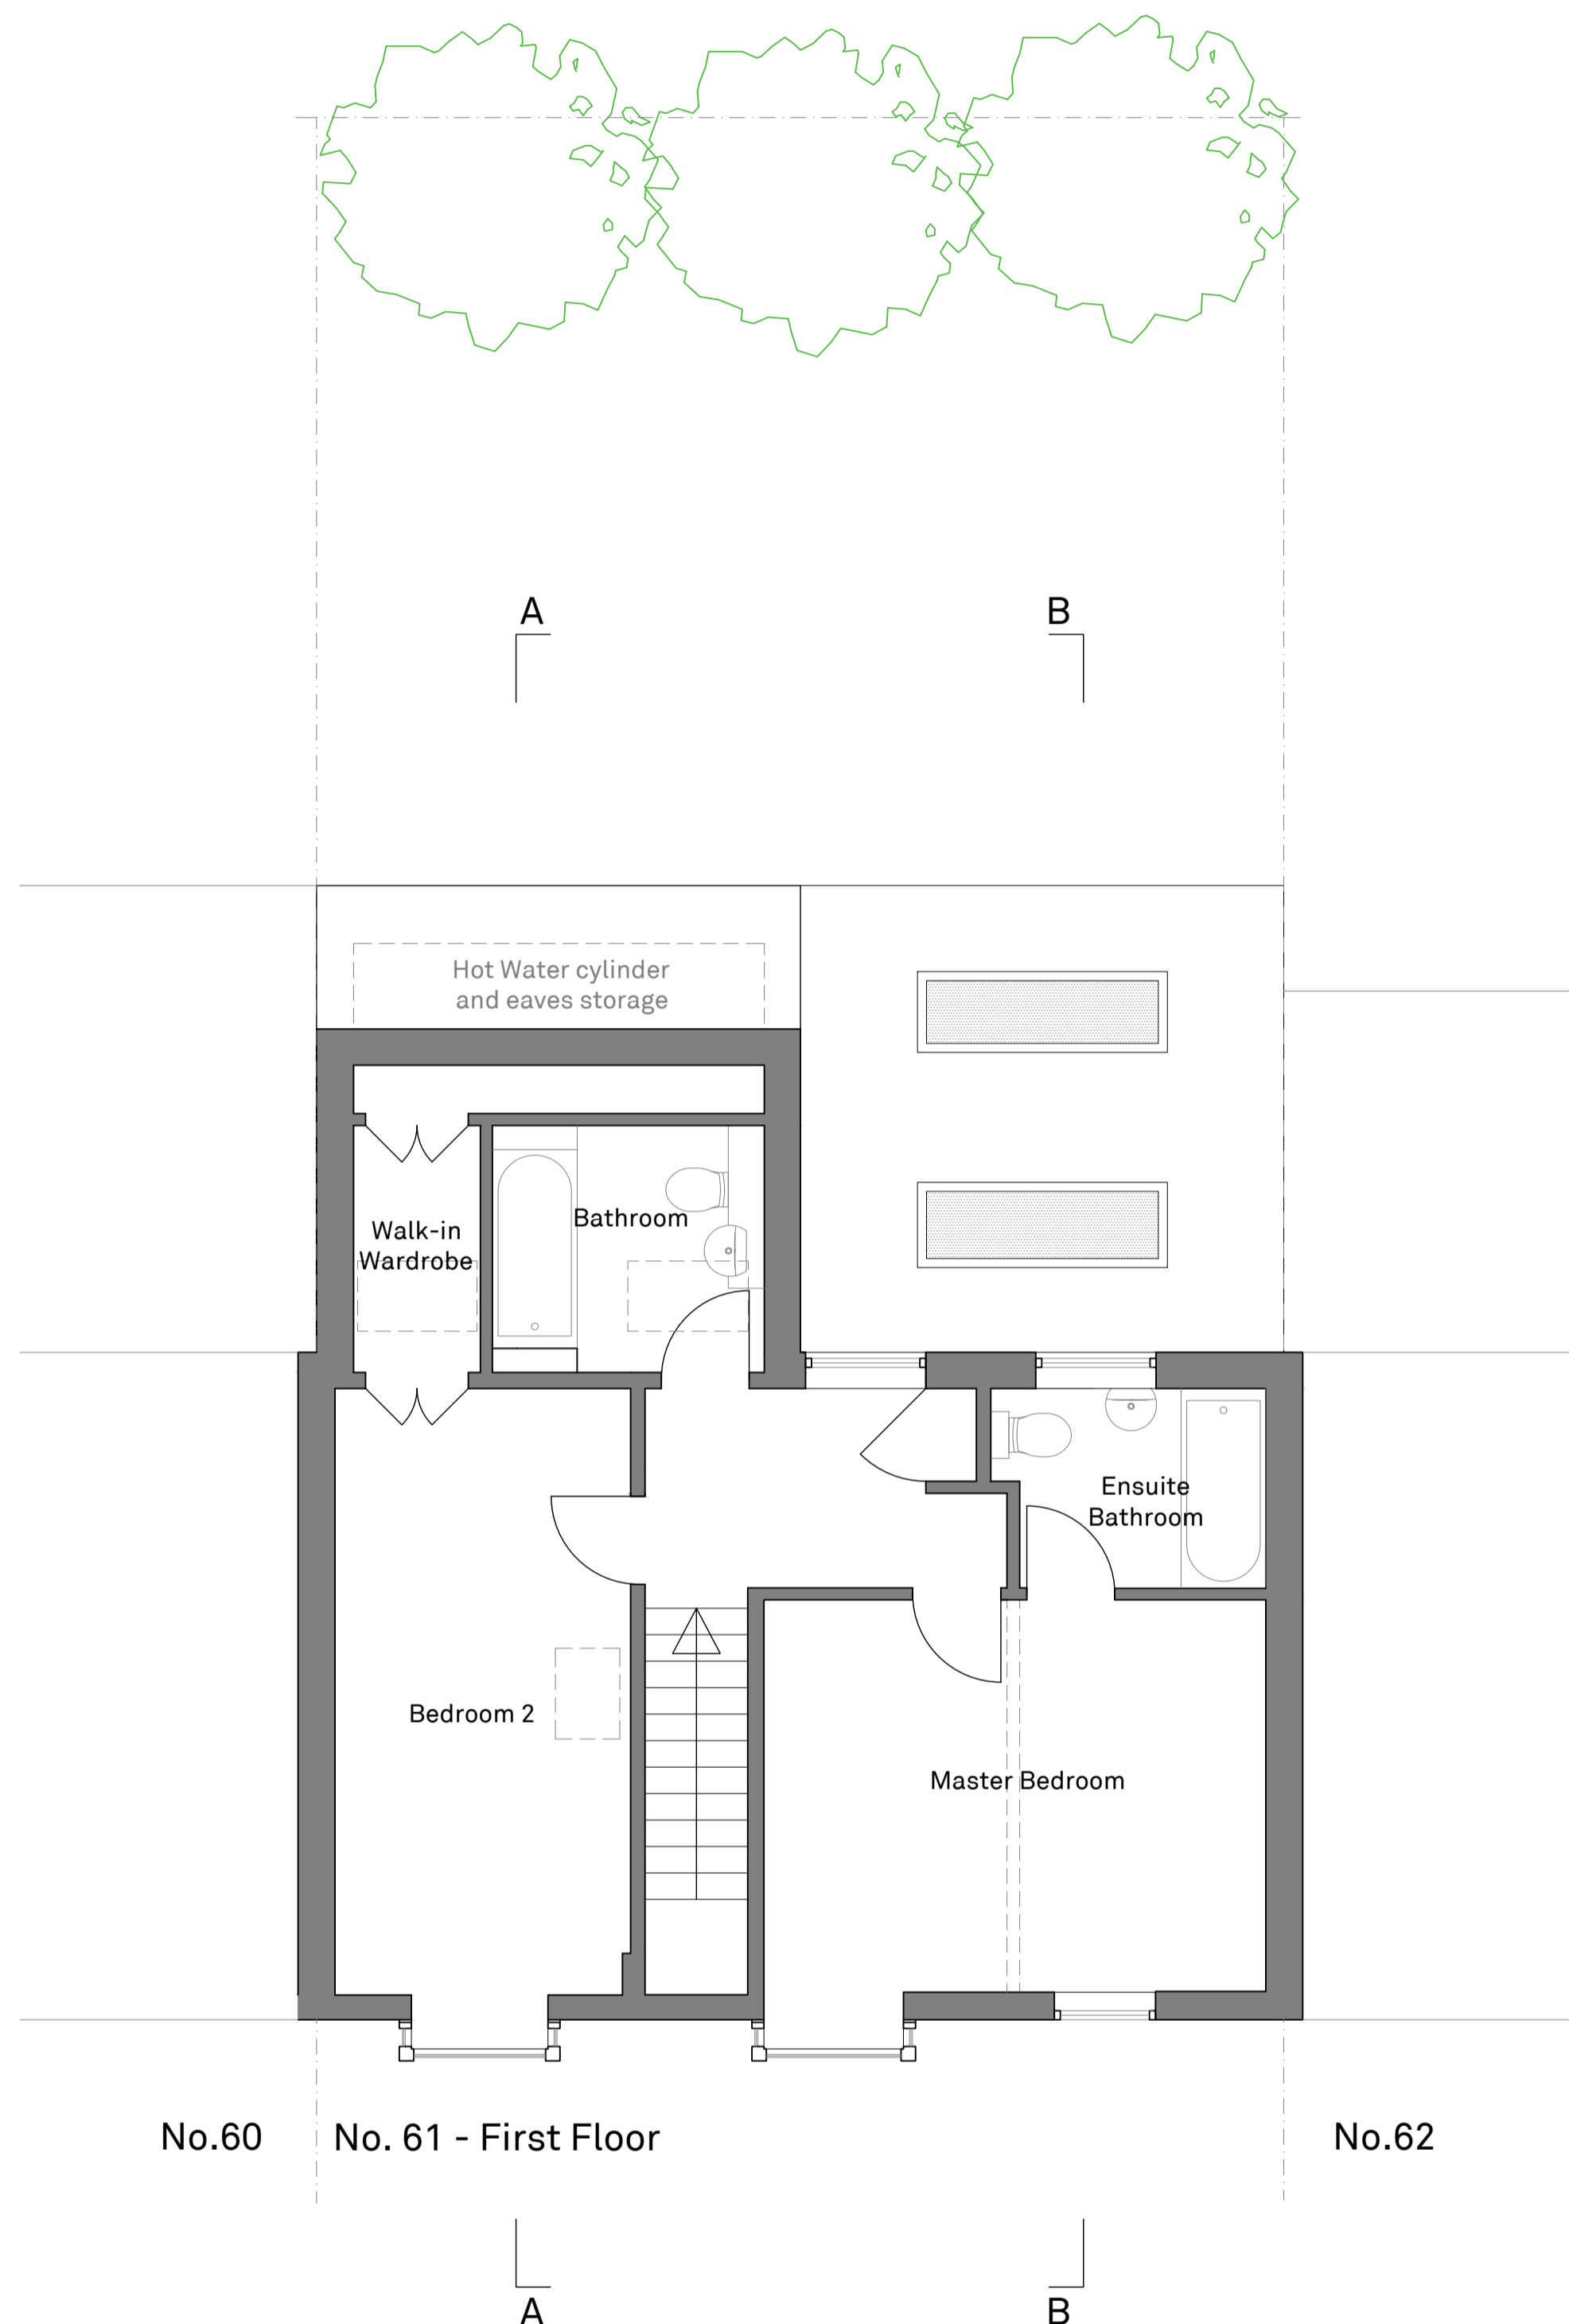 A
B
Hot Water cylinder
and eaves storage
Walk-in
Wardrobe
Bathroom
Ensuite
Bathroom
Bedroom 2
Master Bedroom
No.60
No. 61 - First Floor
No.62
A
B